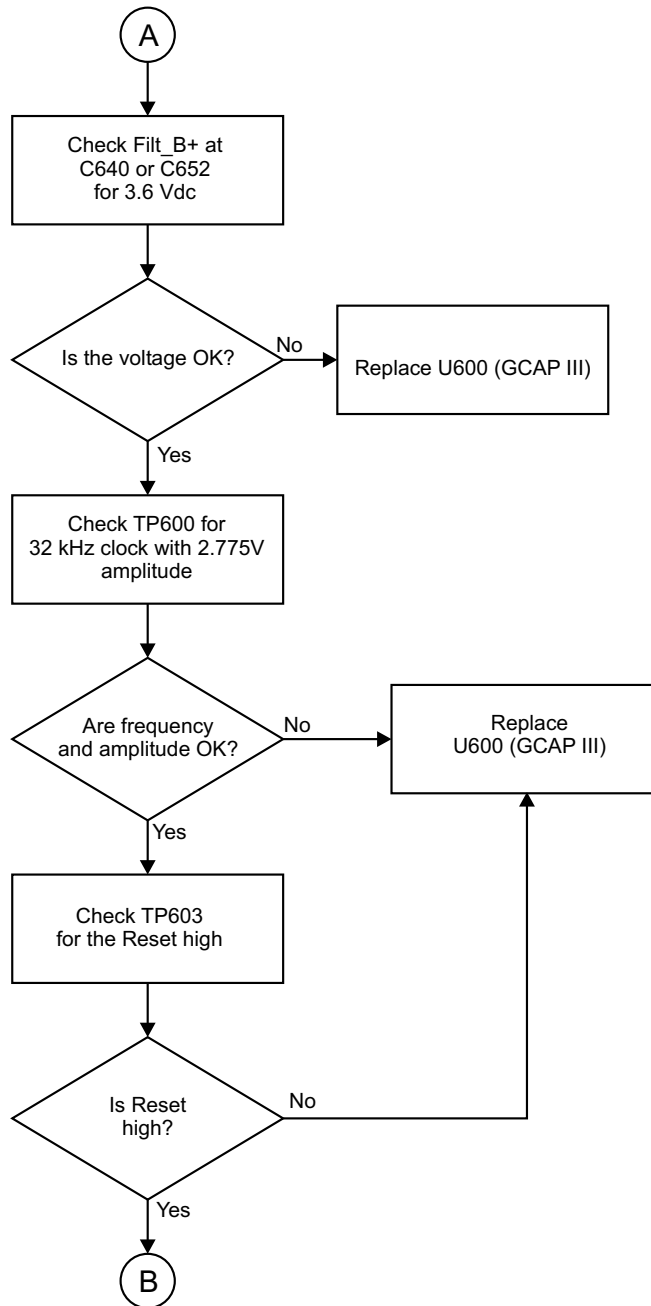 A
Check Filt_B+ at
C640 or C652
for 3.6 Vdc
Is the voltage OK?
No
Replace U600 (GCAP III)
Yes
Check TP600 for
32 kHz clock with 2.775V
amplitude
Are frequency
and amplitude OK?
No
Replace
U600 (GCAP III)
Yes
Check TP603
for the Reset high
Is Reset
high?
No
Yes
B